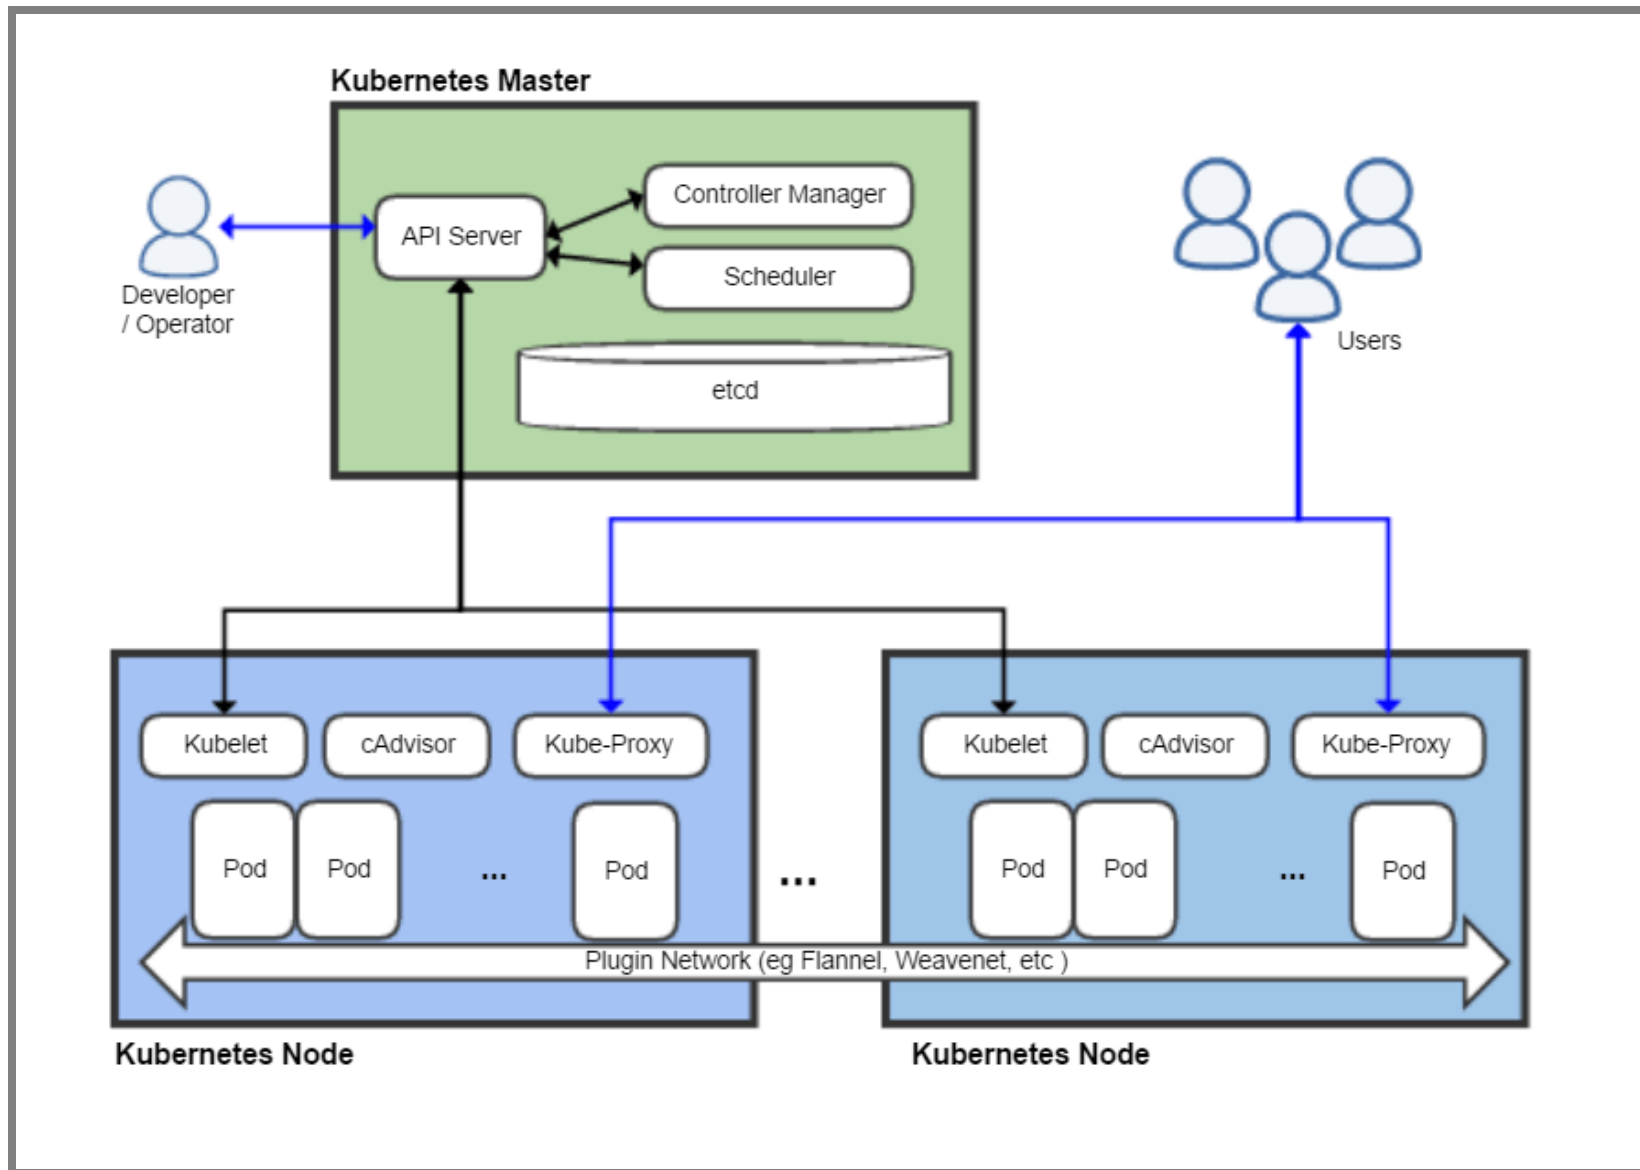 Kubernetes Master
Controller Manager
API Server
Scheduler
Developer
/ Operator
etcd
Users
Kubelet
cAdvisor
Kube-Proxy
Pod
Pod
...
Pod
Kubernetes Node
...
Kubelet
cAdvisor
Kube-Proxy
Pod
Pod
...
Pod
Plugin Network (eg Flannel, Weavenet, etc )
Kubernetes Node